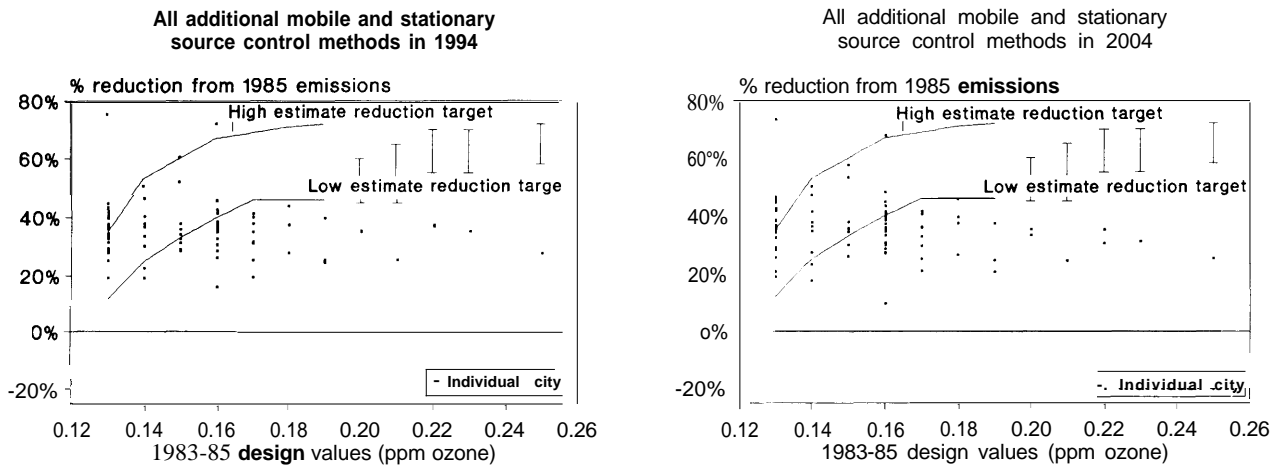 All additional mobile and stationary
source control methods in 1994
% reduction from 1985 emissions
80%
60%
40%
20%
0%
-20%
High estimate reduction target
Low estimate reduction targe
- Individual city
0.12 0.14 0.16 0.18 0.20 0.22 0.24 0.26
1983-85 design values (ppm ozone)
All additional mobile and stationary
source control methods in 2004
% reduction from 1985 emissions
80%
60%
40%
20%
o%
-20%
High estimate reduction target
Low estimate reduction target
-. Individual city
0.12 0.14 0.16 0.18 0.20 0.22 0.24 0.26
1983-85 design values (ppm ozone)